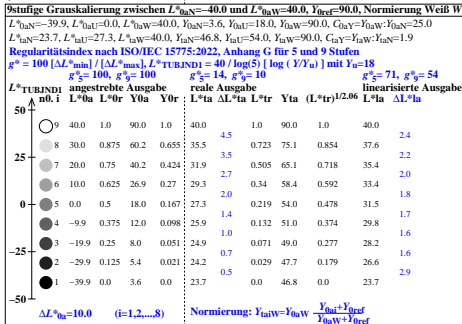 9stufige Grauskalierung zwischen L*0aN=−40.0 und L*0aW=40.0, Y0ref=90.0, Normierung Weiß W
L*0aN=−39.9, L*0aU=0.0, L*0aW=40.0, Y0aN=3.6, Y0aU=18.0, Y0aW=90.0, C0aY=Y0aW:Y0aN=25.0
L*taN=23.7, L*taU=27.3, L*taW=40.0, YtaN=46.8, YtaU=54.0, YtaW=90.0, CtaY=YtaW:YtaN=1.9
Regularitätsindex nach ISO/IEC 15775:2022, Anhang G für 5 und 9 Stufen
g* = 100 [ΔL*min] / [ΔL*max], L*TUBJND1 = 40 / log(5) [ log ( Y/Yu) ] mit Yu=18
g*5= 100, g*9= 100 g*5= 14, g*9= 10 g*5= 71, g*9= 54
L*TUBJND1 angestrebte Ausgabe reale Ausgabe linearisierte Ausgabe
n0. i L*0a L*0r Y0a Y0r L*ta ΔL*ta L*tr Yta (L*tr)1/2.06 L*la ΔL*la
9 40.0 1.0 90.0 1.0 40.0 1.0 90.0 1.0 40.0
50
4.5 2.4
8 30.0 0.875 60.2 0.655 35.5 0.723 75.1 0.854 37.6
3.5 2.2
7 20.0 0.75 40.2 0.424 31.9 0.505 65.1 0.718 35.4
25
2.7 2.0
6 10.0 0.625 26.9 0.27 29.3 0.34 58.4 0.592 33.4
2.0 1.8
0 5 0.0 0.5 18.0 0.167 27.3 0.219 54.0 0.478 31.5
1.4 1.7
4 −9.9 0.375 12.0 0.098 25.9 0.132 51.0 0.374 29.8
1.0 1.6
3 −19.9 0.25 8.0 0.051 24.9 0.071 49.0 0.277 28.2
−25
0.7 1.6
2 −29.9 0.125 5.4 0.021 24.2 0.029 47.7 0.179 26.6
0.5 2.9
1 −39.9 0.0 3.6 0.0 23.7 0.0 46.8 0.0 23.7
−50
ΔL*0a=10.0 (i=1,2,...,8) Normierung: YtaiW=Y0aW Y0ai+Y0ref
Y0aW+Y0ref